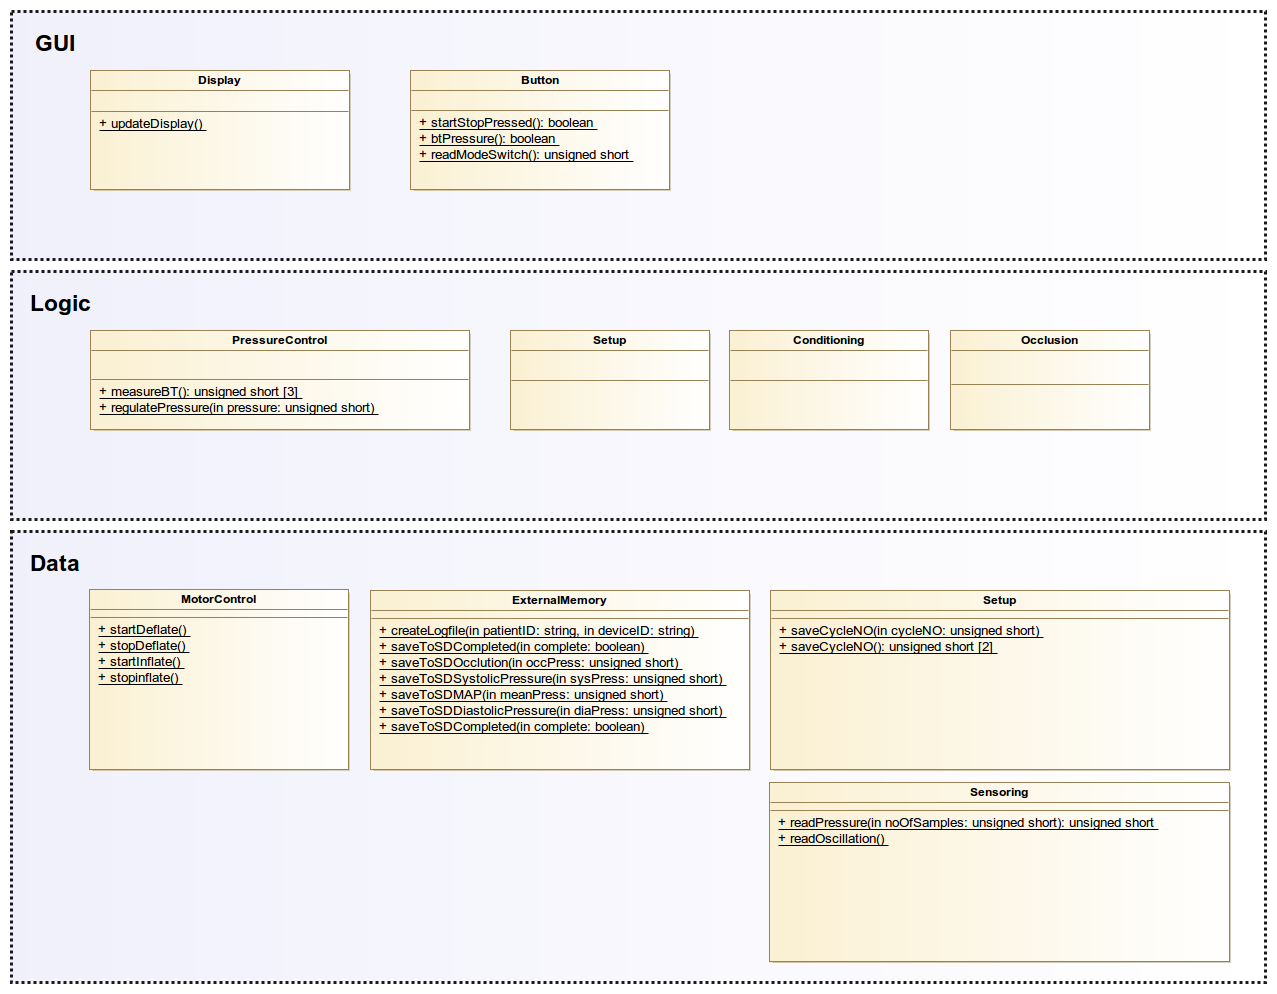 GUI
Display
+ updateDisplay()
Button
+ startStopPressed(): boolean
+ btPressure(): boolean
+ readModeSwitch(): unsigned short
Logic
PressureControl
+ measureBT(): unsigned short [3]
+ regulatePressure(in pressure: unsigned short)
Setup
Conditioning
Occlusion
Data
MotorControl
+ startDeflate()
+ stopDeflate()
+ startInflate()
+ stopinflate()
ExternalMemory
+ createLogfile(in patientID: string, in deviceID: string)
+ saveToSDCompleted(in complete: boolean)
+ saveToSDOcclution(in occPress: unsigned short)
+ saveToSDSystolicPressure(in sysPress: unsigned short)
+ saveToSDMAP(in meanPress: unsigned short)
+ saveToSDDiastolicPressure(in diaPress: unsigned short)
+ saveToSDCompleted(in complete: boolean)
Setup
+ saveCycleNO(in cycleNO: unsigned short)
+ saveCycleNO(): unsigned short [2]
Sensoring
+ readPressure(in noOfSamples: unsigned short): unsigned short
+ readOscillation()